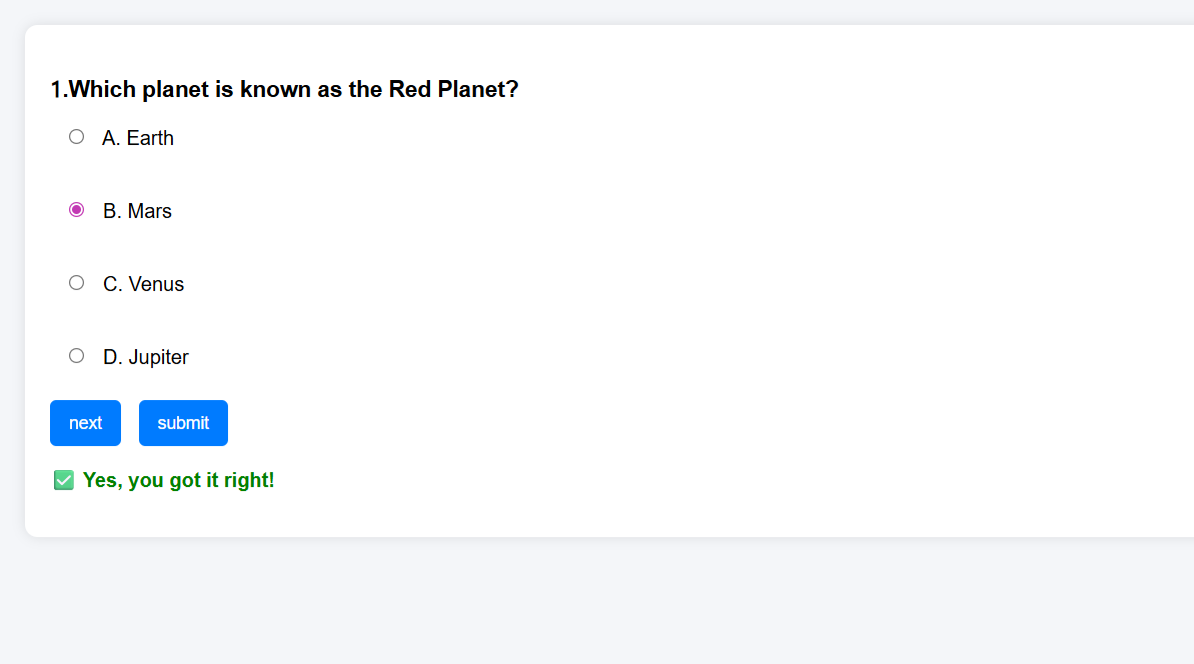 1.Which planet is known as the Red Planet?
A. Earth
B. Mars
C. Venus
D. Jupiter
next submit
✅ Yes, you got it right!